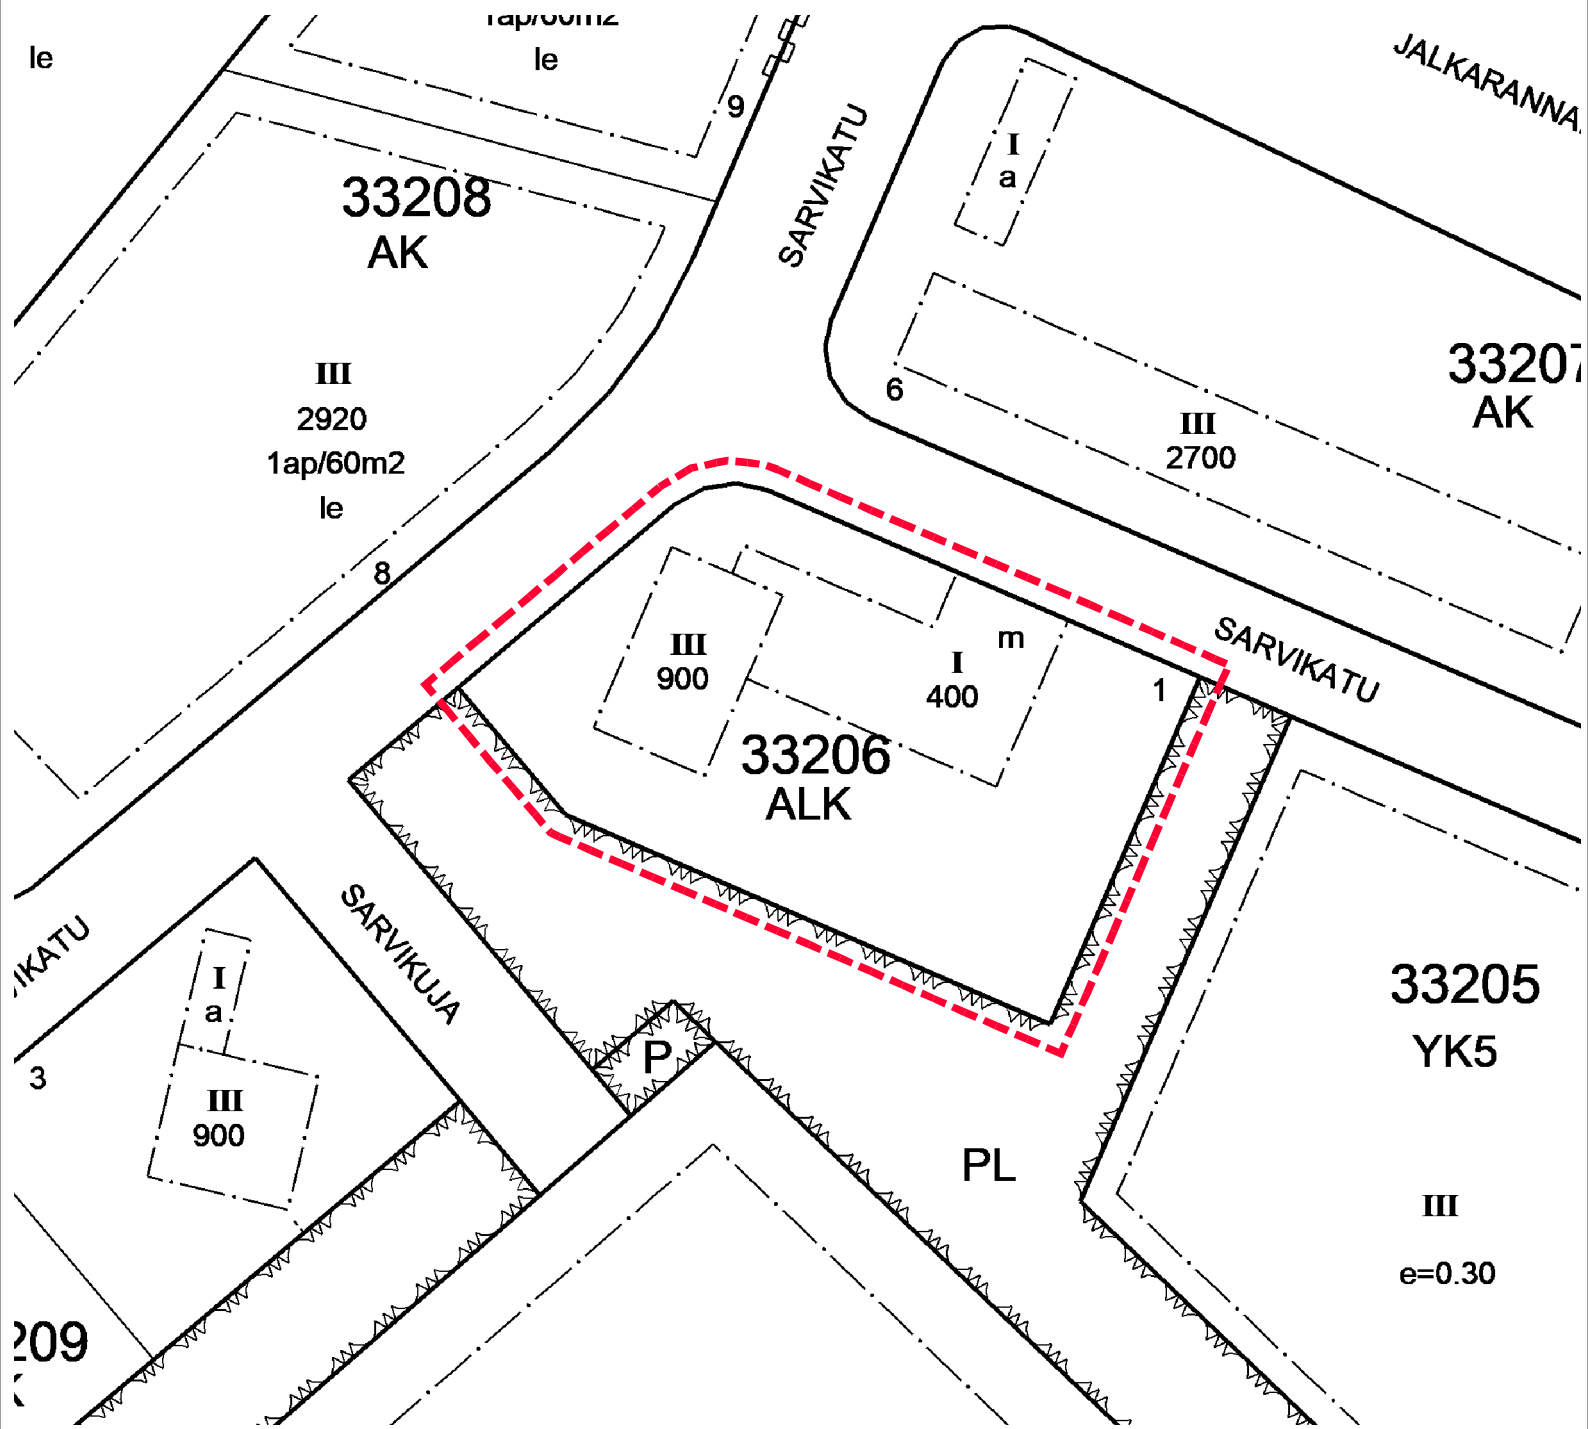 le
le
9
JALKARANNA
SARVIKATU
I
a
33208
AK
III
2920
1ap/60m2
le
8
6
33207
AK
III
2700
III
900
m
I
400
1
SARVIKATU
33206
ALK
SARVIKUJA
I
a
3
III
900
P
PL
33205
YK5
III
e=0.30
209